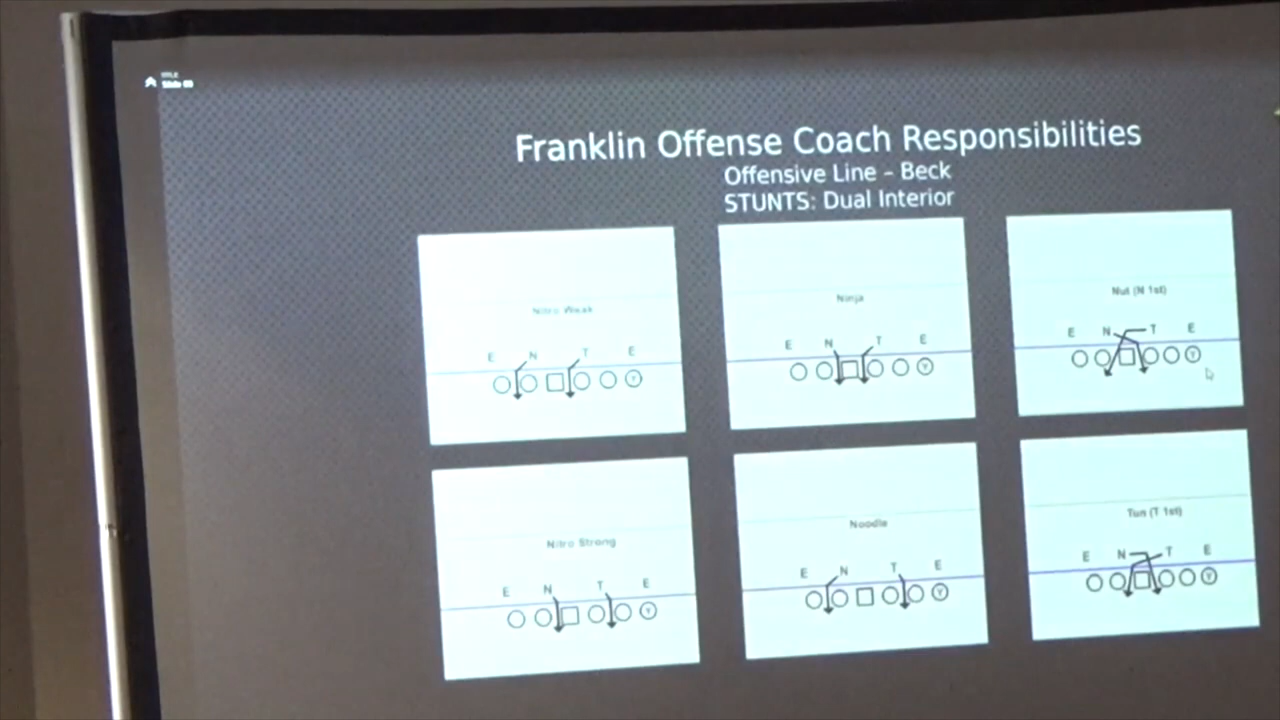 TITLE
Franklin Offense Coach Responsibilities
Offensive Line – Beck
STUNTS: Dual Interior
Nitro Weak
E N T E
Y
Ninja
E N T E
Y
Nut (N 1st)
E N T E
Y
Nitro Strong
E N T E
Y
Noodle
E N T E
Y
Tun (T 1st)
E N T E
Y